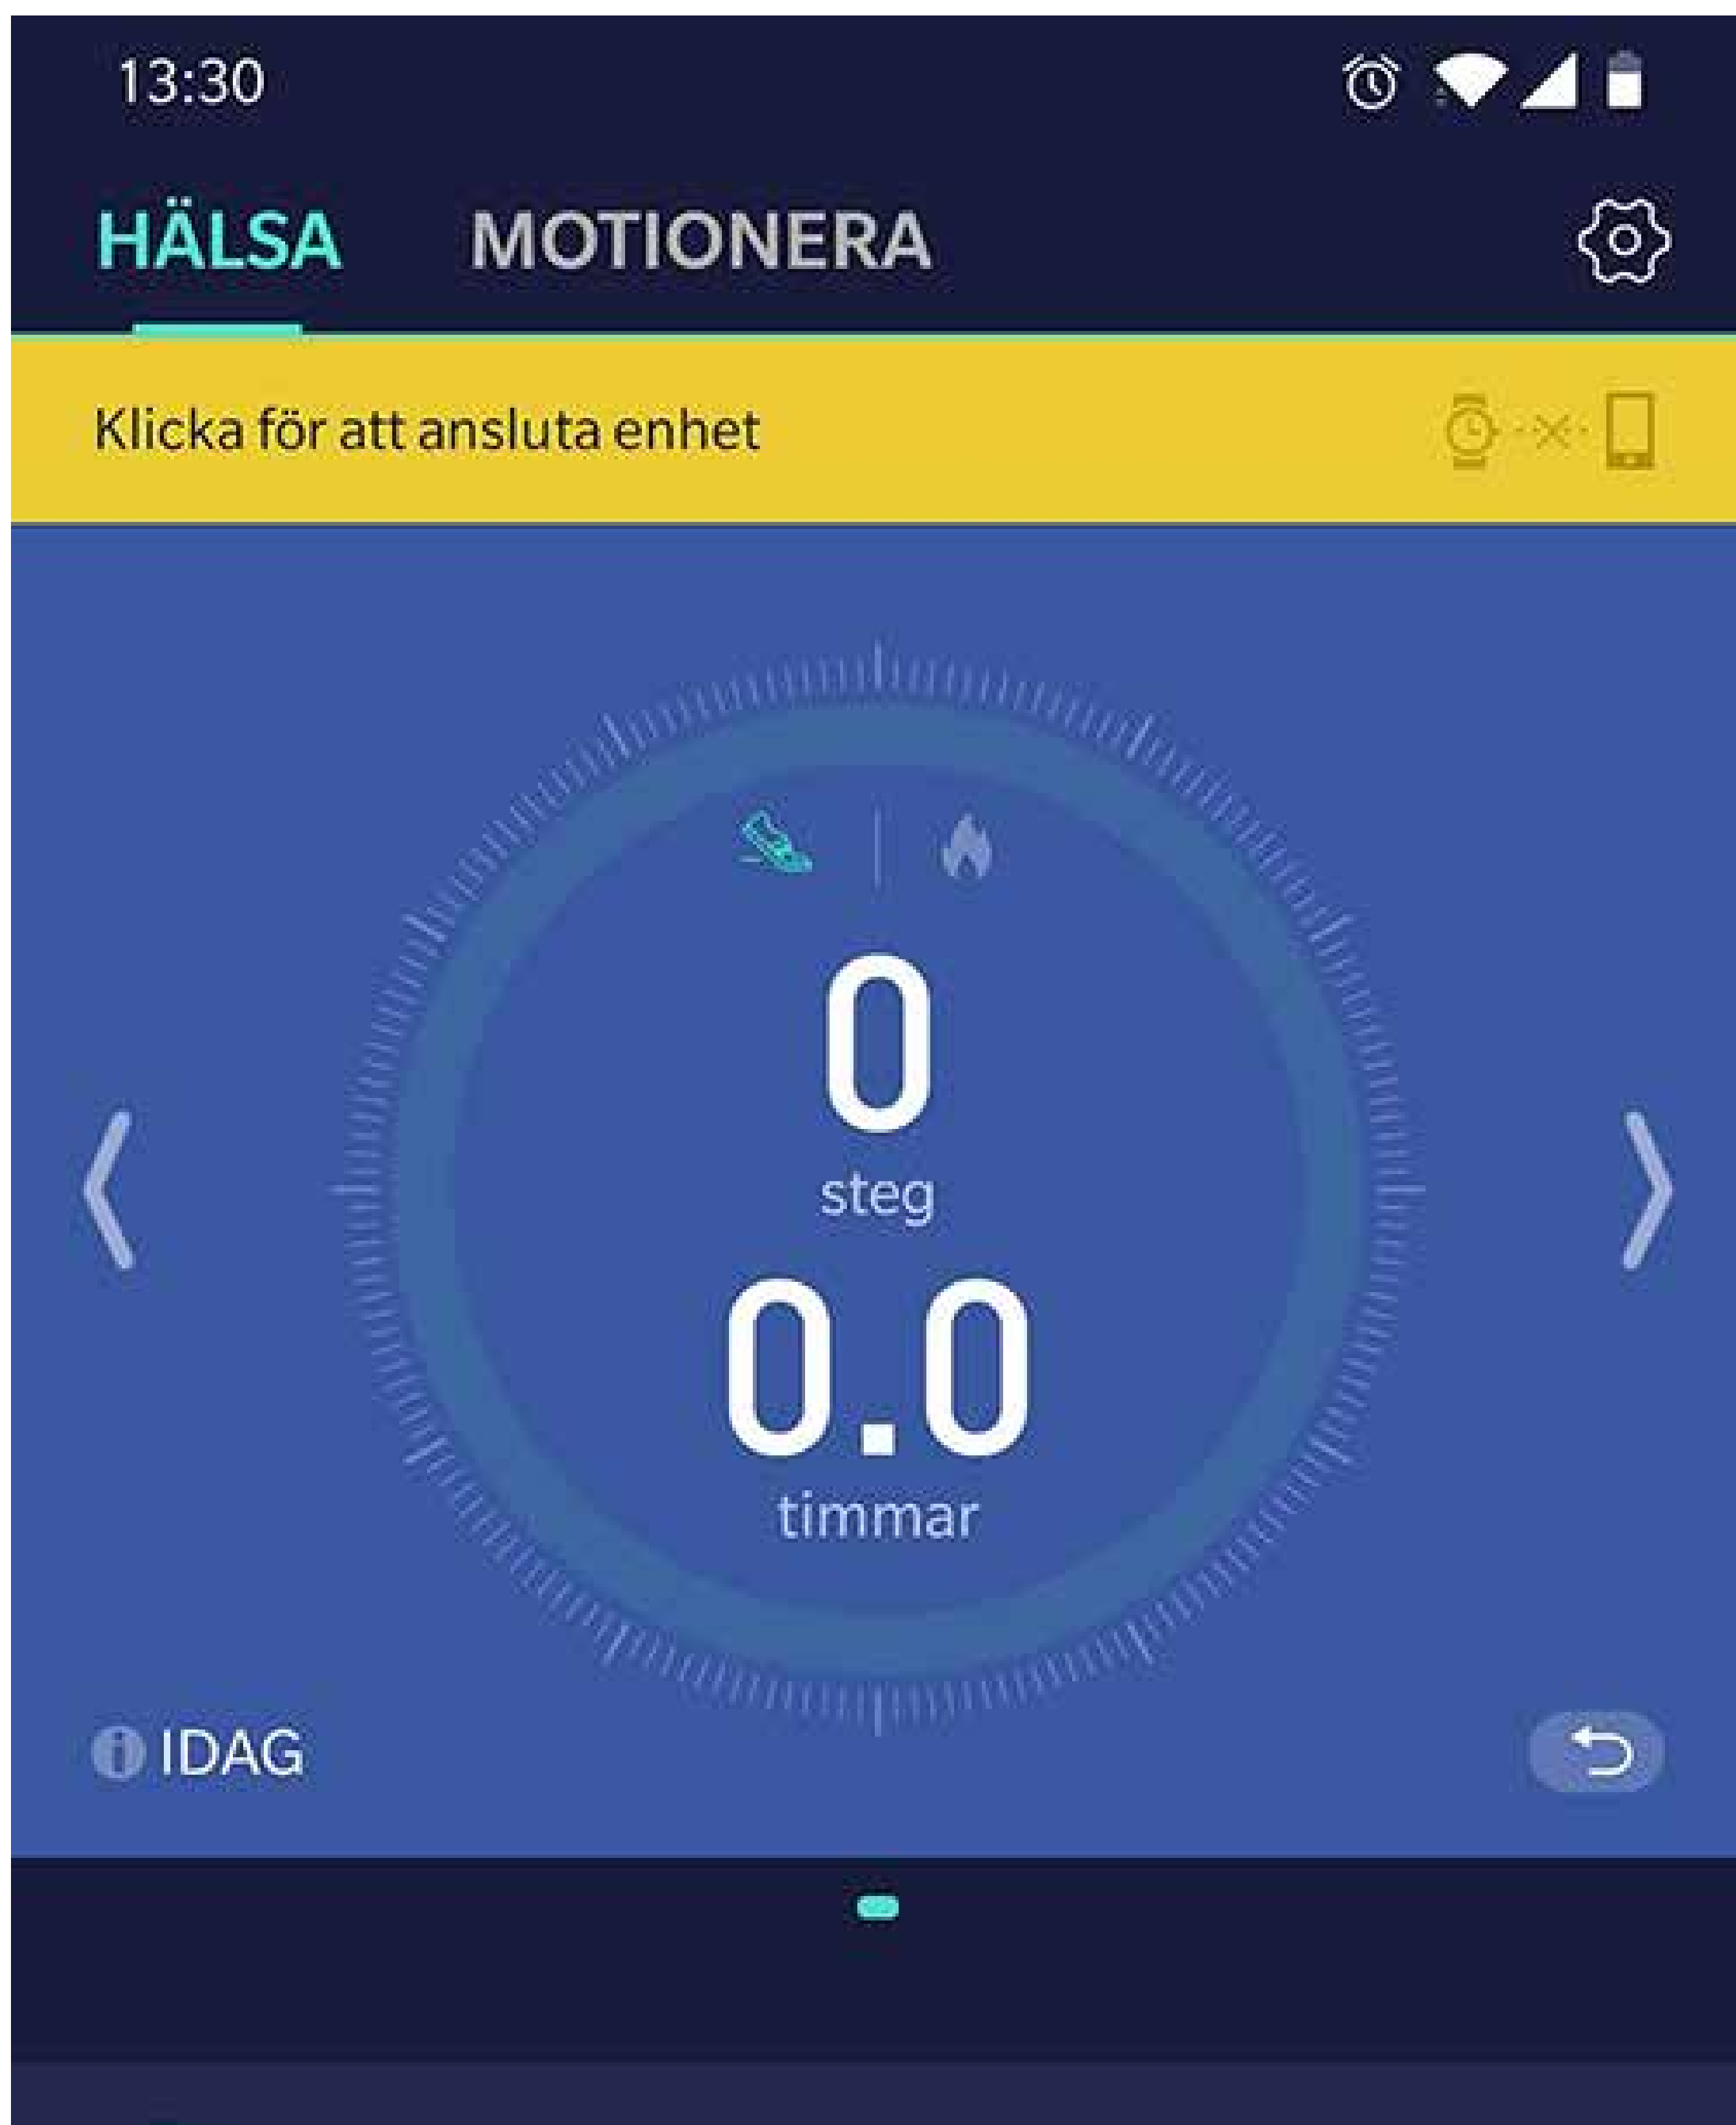 13:30
HÄLSA MOTIONERA
Klicka för att ansluta enhet
0
steg
0.0
timmar
IDAG